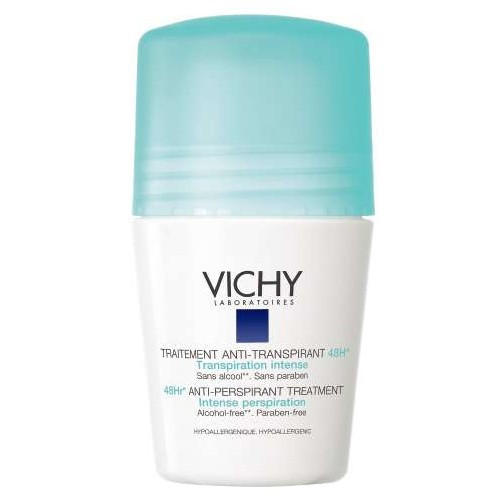 VICHY
LABORATOIRES
TRAITEMENT ANTI-TRANSPIRANT 48H*
Transpiration intense
Sans alcool**. Sans paraben
48Hr* ANTI-PERSPIRANT TREATMENT
Intense perspiration
Alcohol-free**. Paraben-free
HYPOALLERGENIQUE, HYPOALLERGENIC